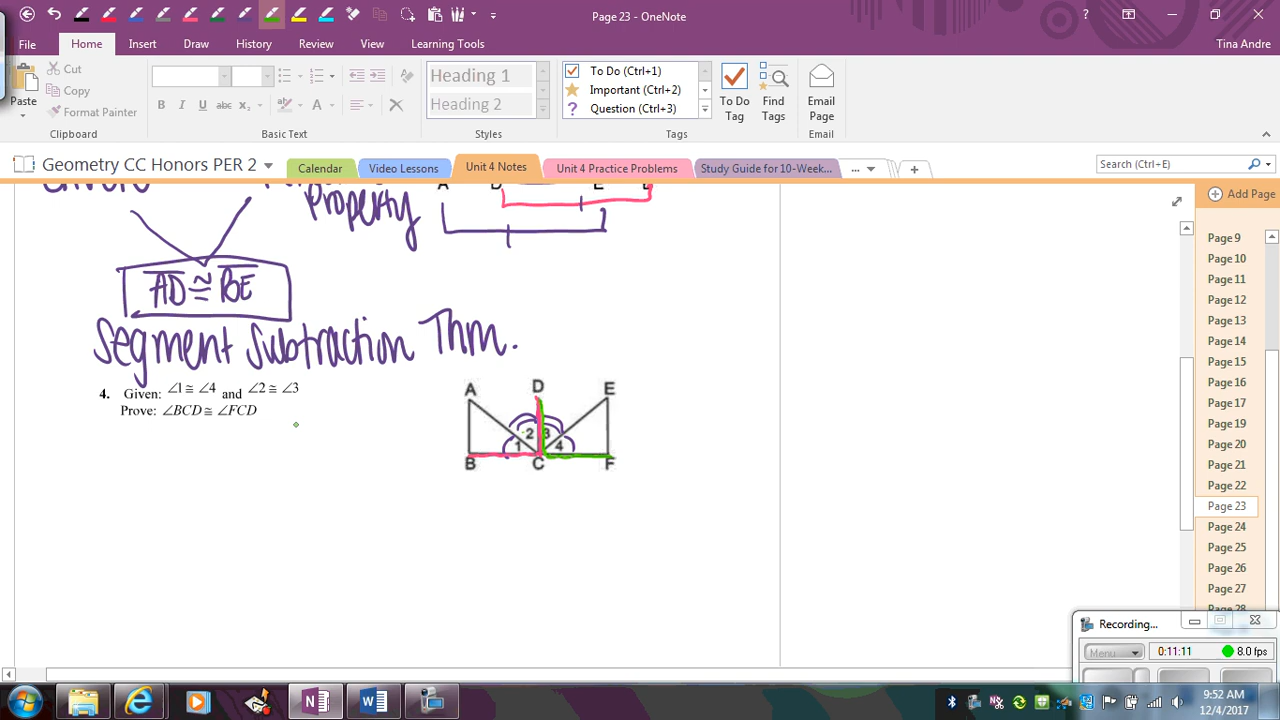 Page 23 - OneNote
?
File
Home
Insert
Draw
History
Review
View
Learning Tools
Tina Andre
Paste
Cut
Copy
Format Painter
Clipboard
B I U abc x₂ A
Basic Text
Heading 1
Heading 2
Styles
To Do (Ctrl+1)
Important (Ctrl+2)
? Question (Ctrl+3)
Tags
To Do Tag
Find Tags
Email Page
Email
Geometry CC Honors PER 2
Calendar
Video Lessons
Unit 4 Notes
Unit 4 Practice Problems
Study Guide for 10-Week...
...
Search (Ctrl+E)
Add Page
Page 9
Page 10
Page 11
Page 12
Page 13
Page 14
Page 15
Page 16
Page 17
Page 18
Page 19
Page 20
Page 21
Page 22
Page 23
Page 24
Page 25
Page 26
Page 27
Page 28
Property
AD ≅ BE
Segment Subtraction Thm.
4. Given: ∠1 ≅ ∠4 and ∠2 ≅ ∠3
Prove: ∠BCD ≅ ∠FCD
A D E
2 3
1 4
B C F
Recording...
Menu
0:11:11
8.0 fps
9:52 AM
12/4/2017